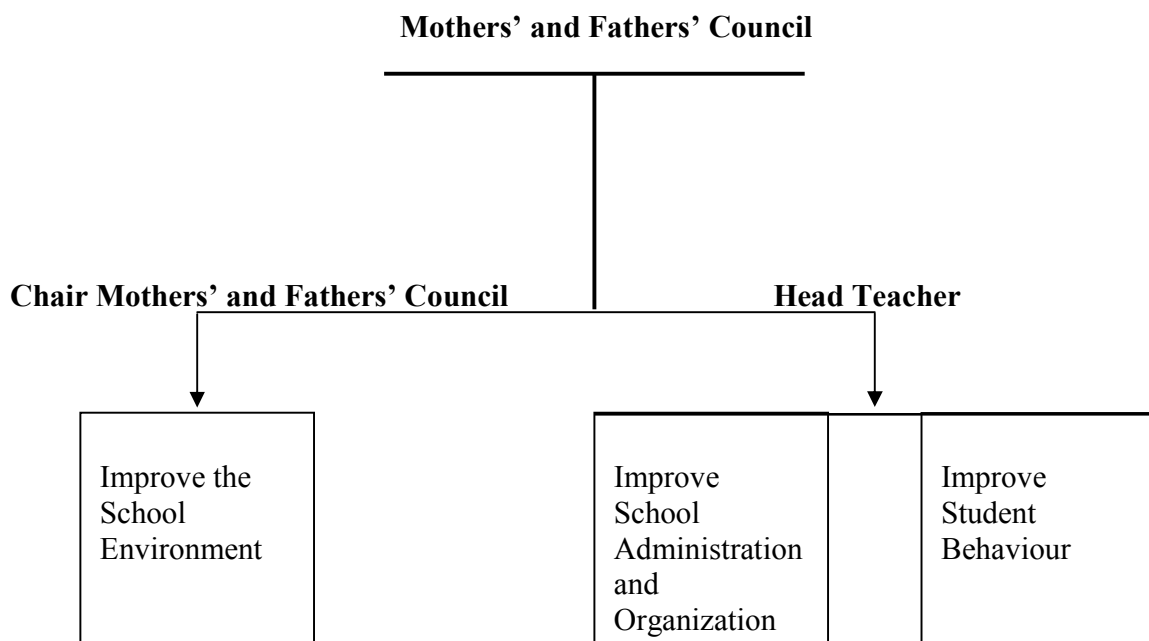 Mothers’ and Fathers’ Council
Chair Mothers’ and Fathers’ Council
Head Teacher
Improve the
School
Environment
Improve
School
Administration
and
Organization
Improve
Student
Behaviour